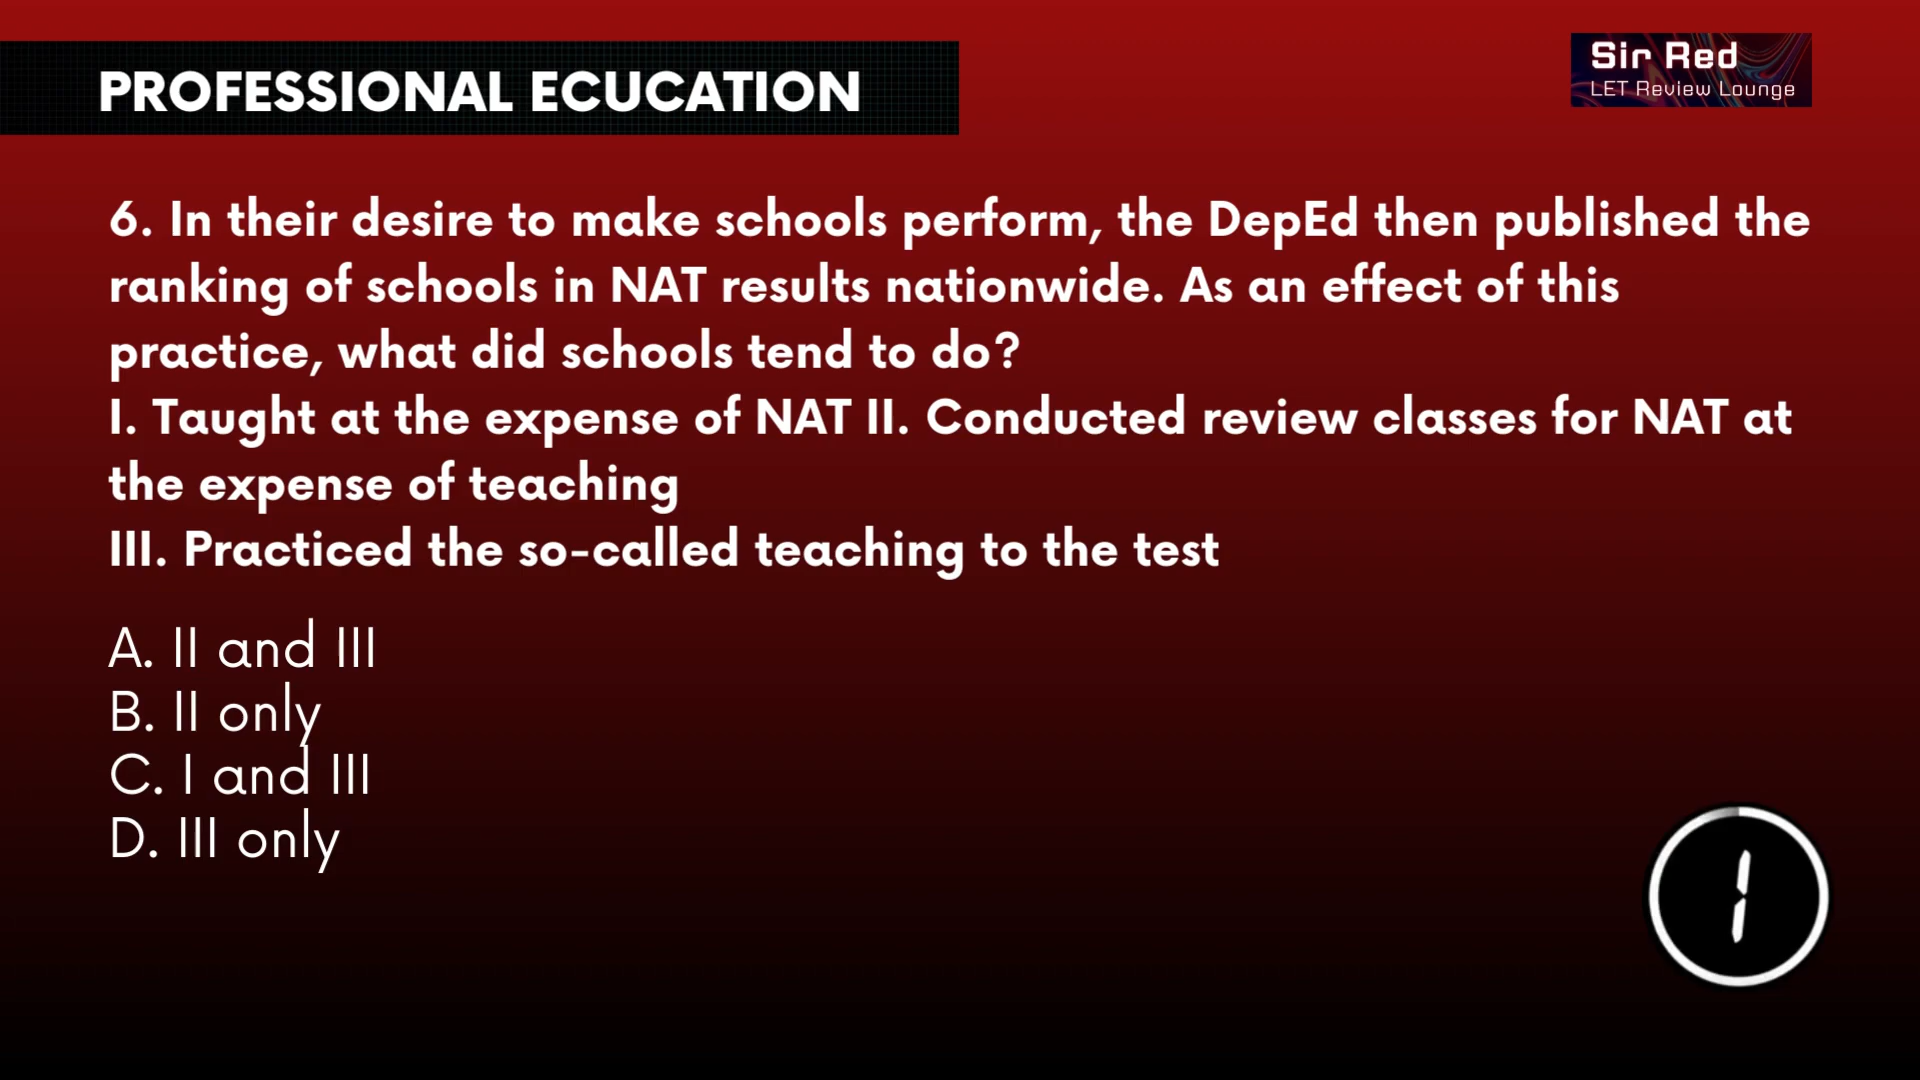 PROFESSIONAL ECUCATION
Sir Red
LET Review Lounge
6. In their desire to make schools perform, the DepEd then published the
ranking of schools in NAT results nationwide. As an effect of this
practice, what did schools tend to do?
I. Taught at the expense of NAT II. Conducted review classes for NAT at
the expense of teaching
III. Practiced the so-called teaching to the test
A. II and III
B. II only
C. I and III
D. III only
1